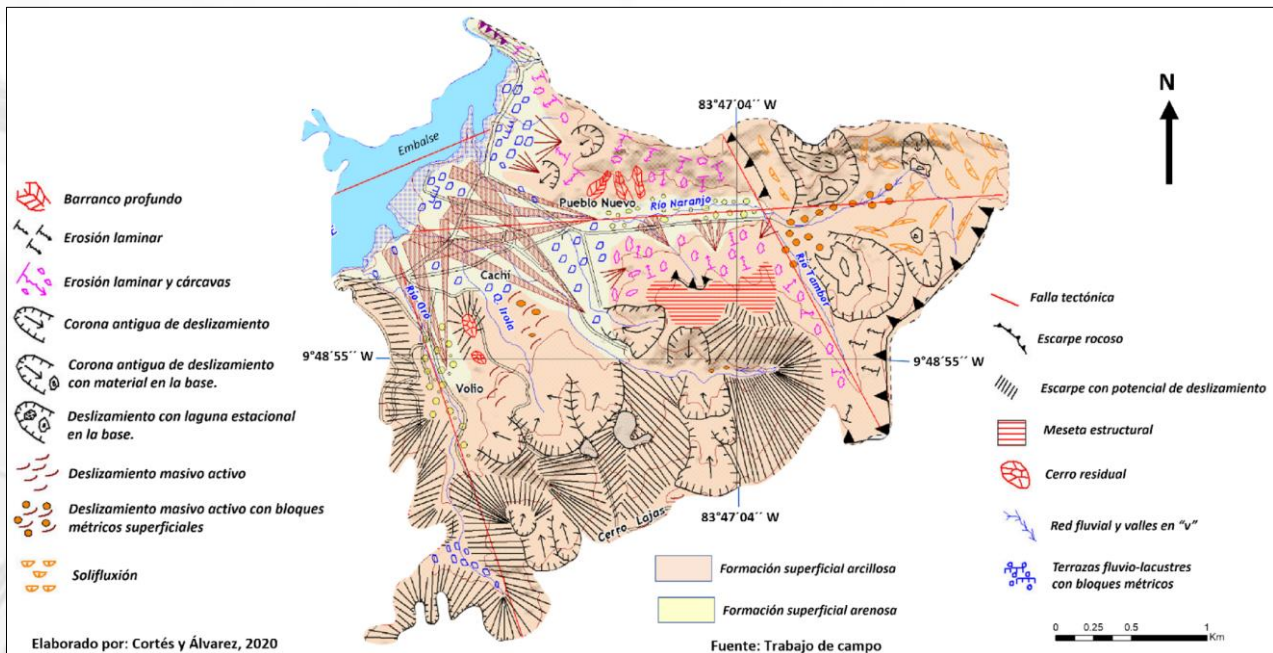 N
83°47´04´´ W
Embalse
Barranco profundo
Erosión laminar
Erosión laminar y cárcavas
Corona antigua de deslizamiento
Corona antigua de deslizamiento
con material en la base.
Deslizamiento con laguna estacional
en la base.
Deslizamiento masivo activo
Deslizamiento masivo activo con bloques
métricos superficiales
Solifluxión
Pueblo Nuevo
Río Naranjo
Cachí
Río Oro
Q. Irola
Río Tambor
9°48´55´´ W
9°48´55´´ W
Volio
Cerro Lajas
83°47´04´´ W
Falla tectónica
Escarpe rocoso
Escarpe con potencial de deslizamiento
Meseta estructural
Cerro residual
Red fluvial y valles en “v”
Terrazas fluvio-lacustres
con bloques métricos
Formación superficial arcillosa
Formación superficial arenosa
0 0.25 0.5 1
Km
Elaborado por: Cortés y Álvarez, 2020
Fuente: Trabajo de campo